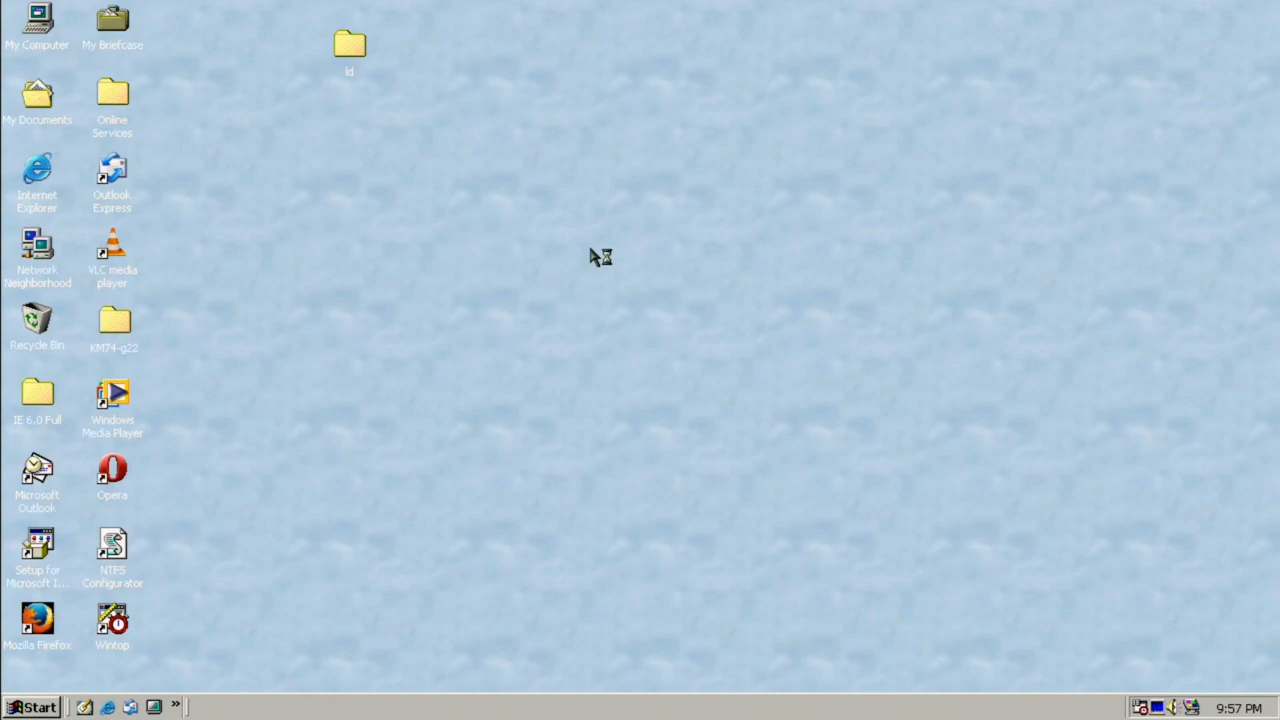 My Computer
My Briefcase
ld
My Documents
Online
Services
Internet
Explorer
Outlook
Express
Network
Neighborhood
VLC media
player
Recycle Bin
KM74-g22
IE 6.0 Full
Windows
Media Player
Microsoft
Outlook
Opera
Setup for
Microsoft I...
NTFS
Configurator
Mozilla Firefox
Wintop
Start
»
9:57 PM